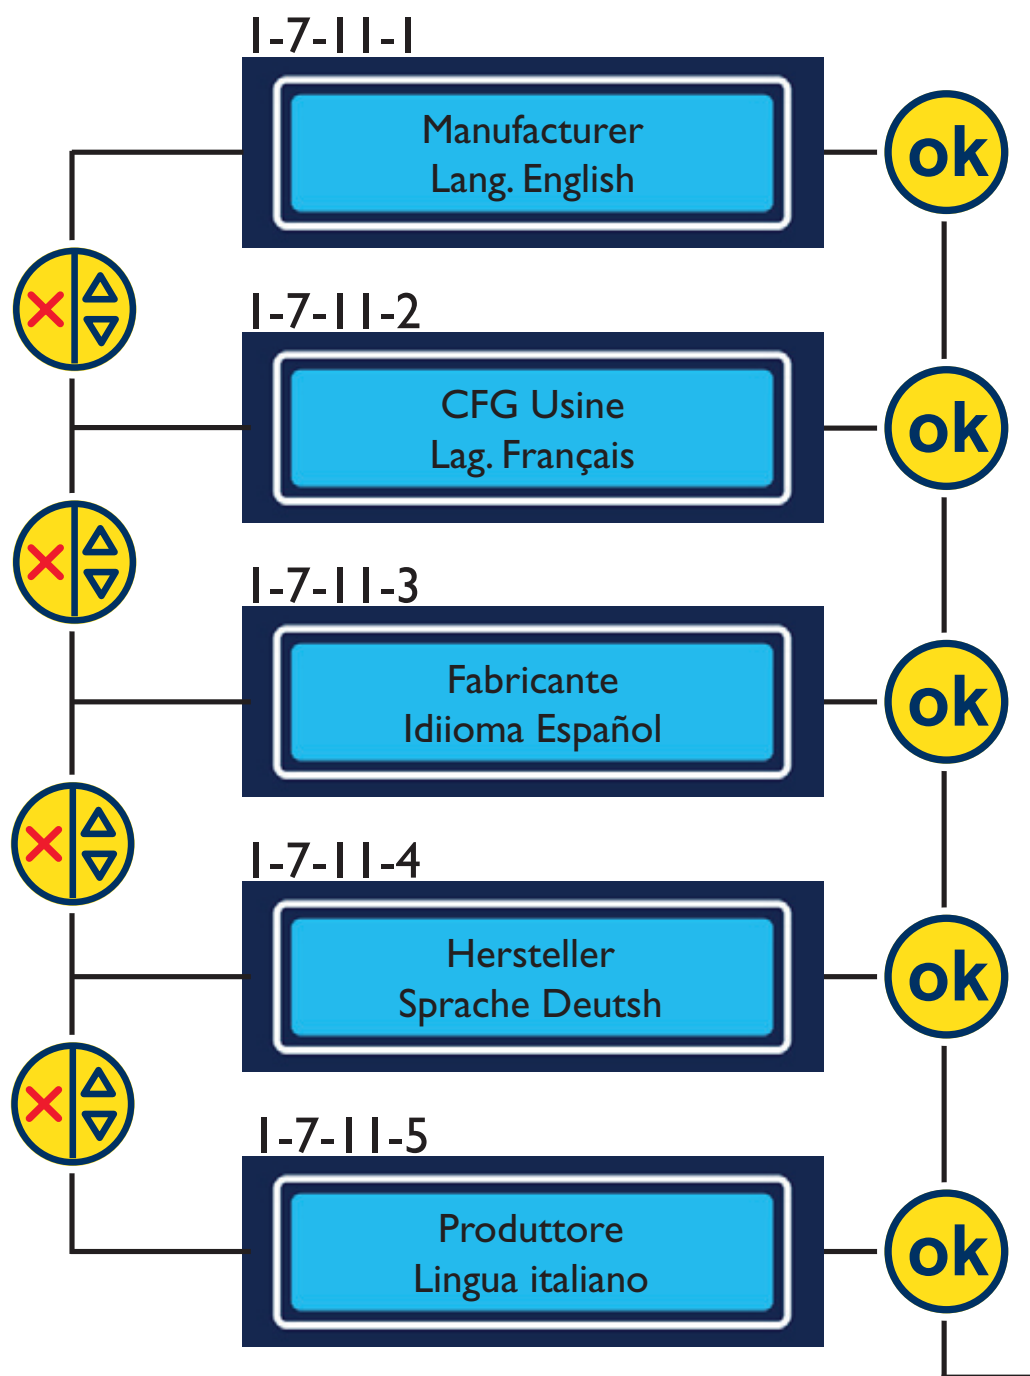 1-7-11-1
Manufacturer
Lang. English
ok
1-7-11-2
CFG Usine
Lag. Français
ok
1-7-11-3
Fabricante
Idiioma Español
ok
1-7-11-4
Hersteller
Sprache Deutsh
ok
1-7-11-5
Produttore
Lingua italiano
ok